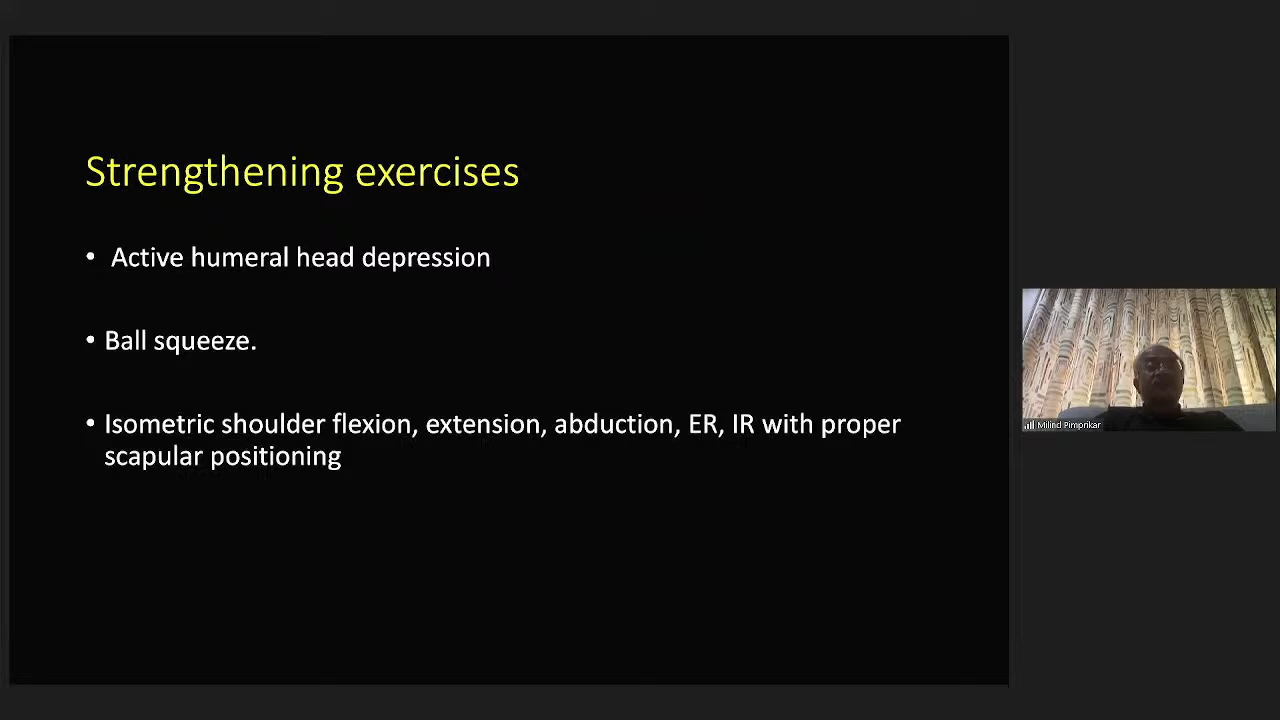 Strengthening exercises
• Active humeral head depression
• Ball squeeze.
• Isometric shoulder flexion, extension, abduction, ER, IR with proper
scapular positioning
Milind Pimprikar